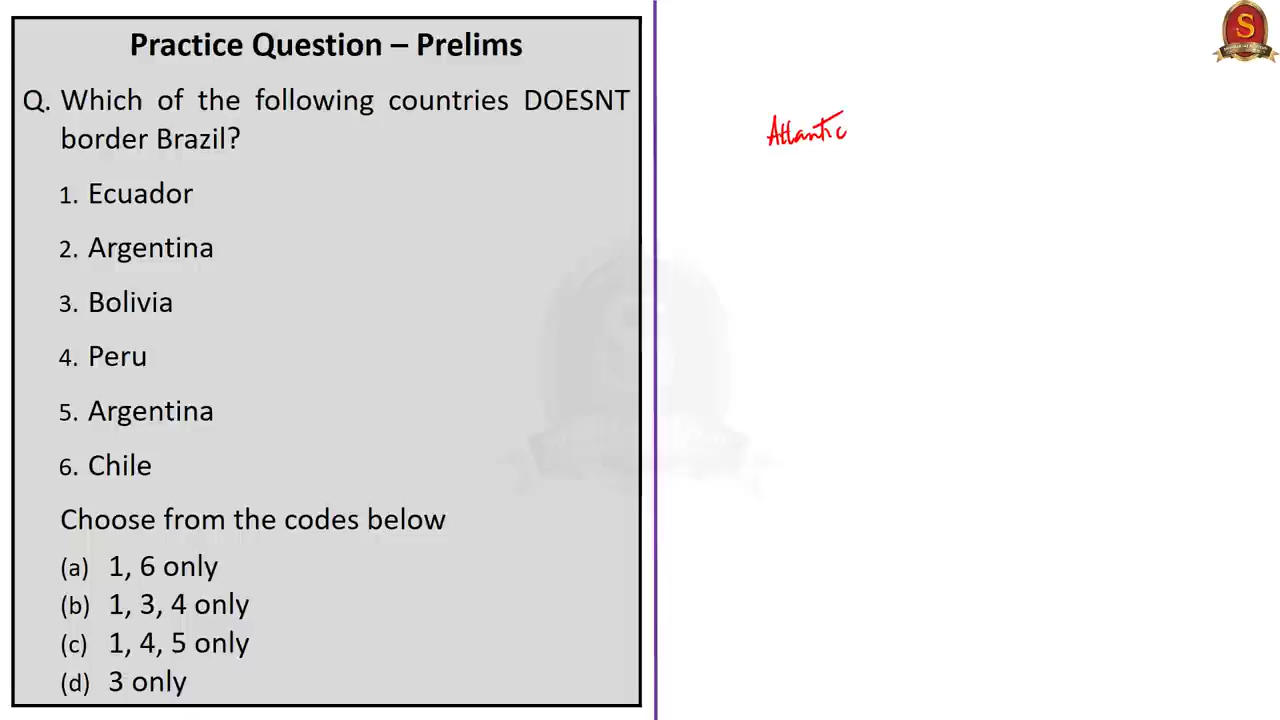 Practice Question – Prelims
Q. Which of the following countries DOESNT
border Brazil?
1. Ecuador
2. Argentina
3. Bolivia
4. Peru
5. Argentina
6. Chile
Choose from the codes below
(a) 1, 6 only
(b) 1, 3, 4 only
(c) 1, 4, 5 only
(d) 3 only
Atlantic
S